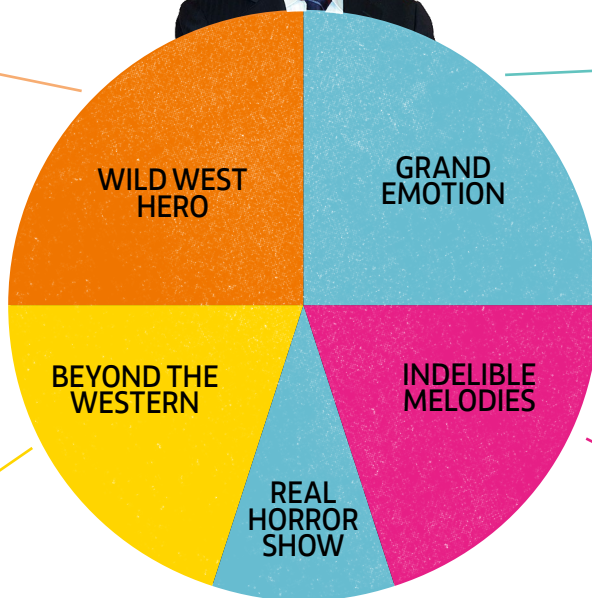 WILD WEST
HERO
GRAND
EMOTION
BEYOND THE
WESTERN
INDELIBLE
MELODIES
REAL
HORROR
SHOW